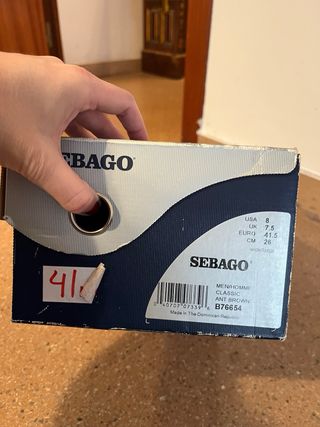 SEBAGO
USA 8
UK 7.5
EURO 41.5
CM 26
SEBAGO
41
MEN/HOMME
CLASSIC
ANT BROWN
B76654
Made in The Dominican Republic